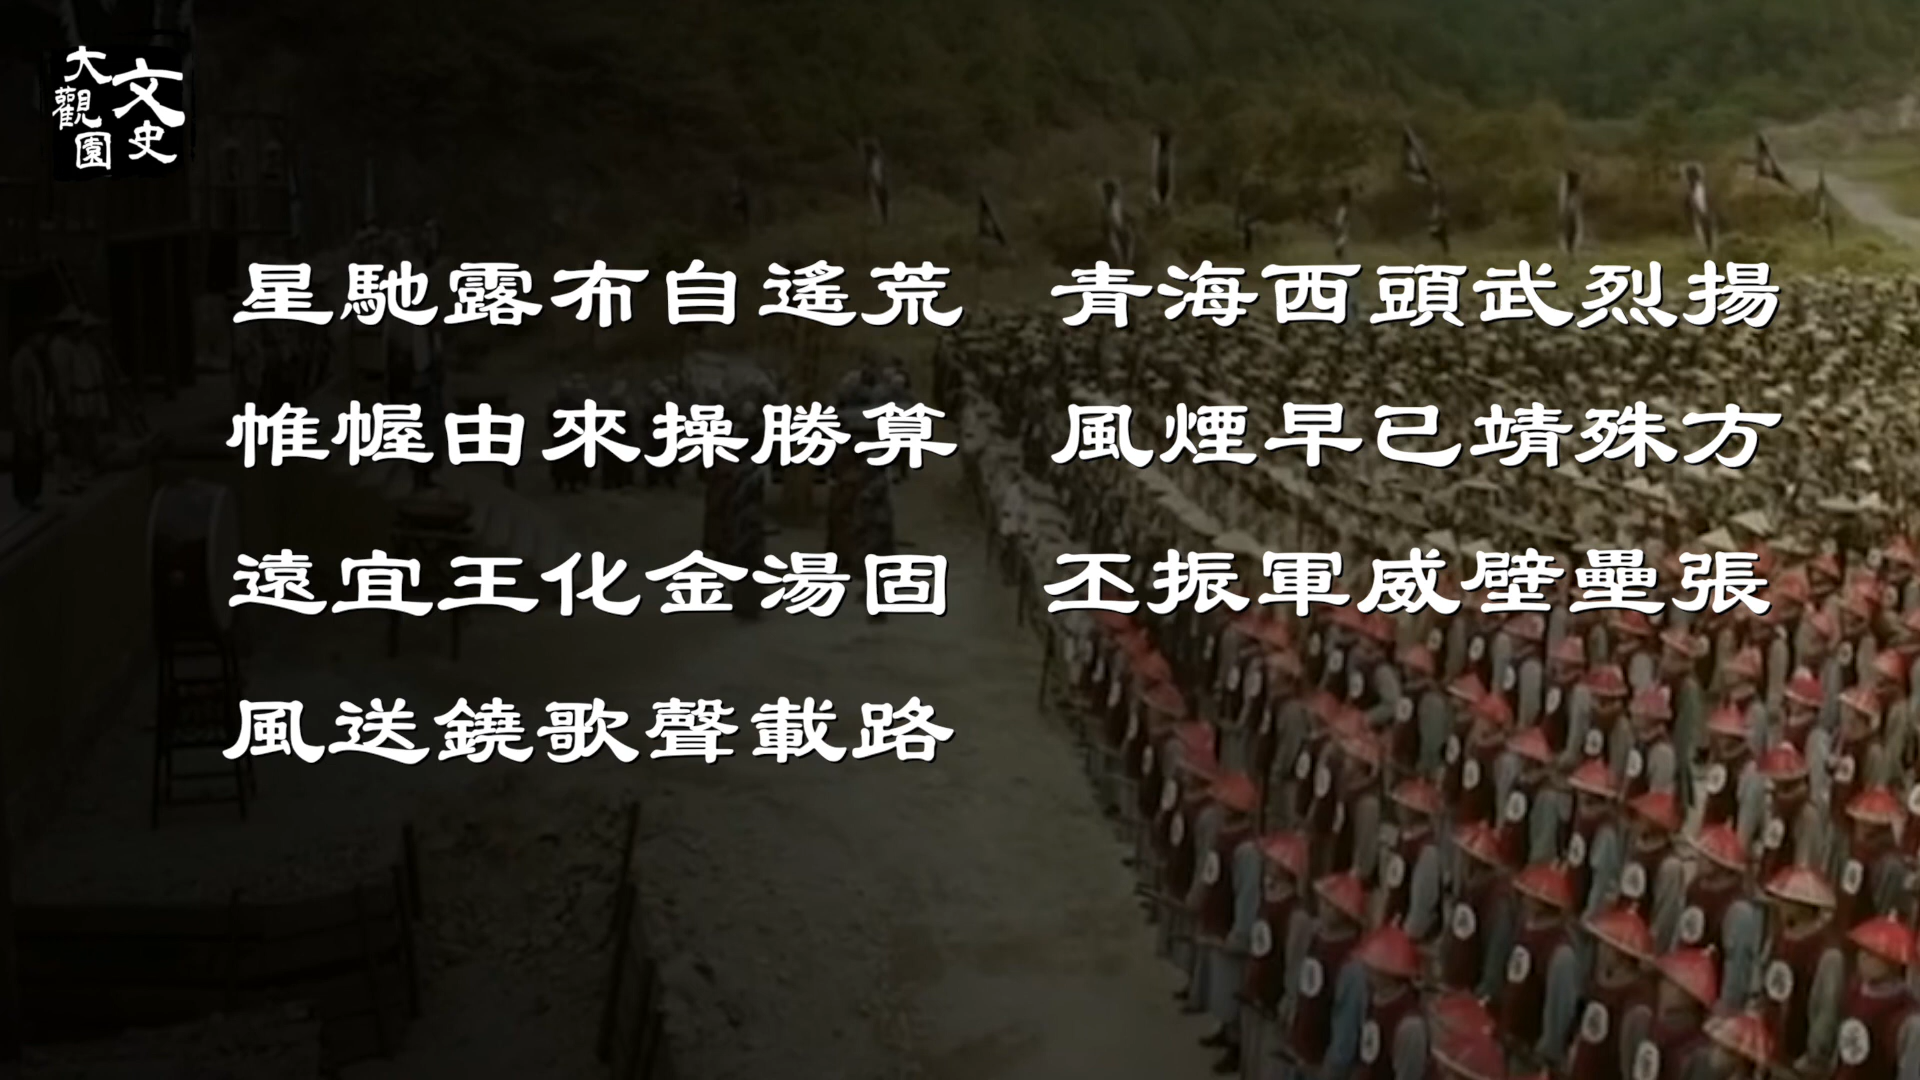 文史
大觀園
星馳露布自遙荒 青海西頭武烈揚
帷幄由來操勝算 風煙早已靖殊方
遠宜王化金湯固 丕振軍威壁壘張
風送鐃歌聲載路